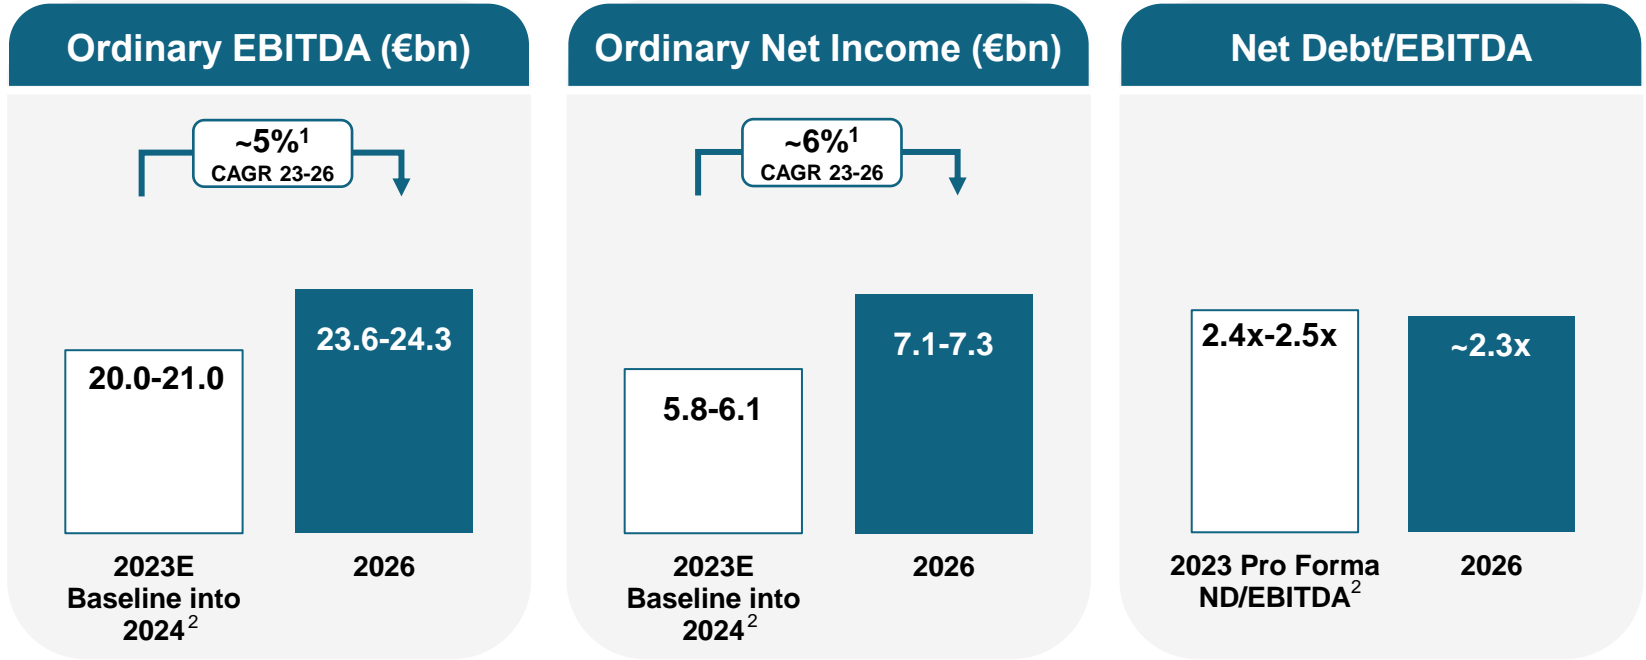 Ordinary EBITDA (€bn)
~5%¹
CAGR 23-26
20.0-21.0
23.6-24.3
2023E
Baseline into
2024²
2026
Ordinary Net Income (€bn)
~6%¹
CAGR 23-26
5.8-6.1
7.1-7.3
2023E
Baseline into
2024²
2026
Net Debt/EBITDA
2.4x-2.5x
~2.3x
2023 Pro Forma
ND/EBITDA²
2026